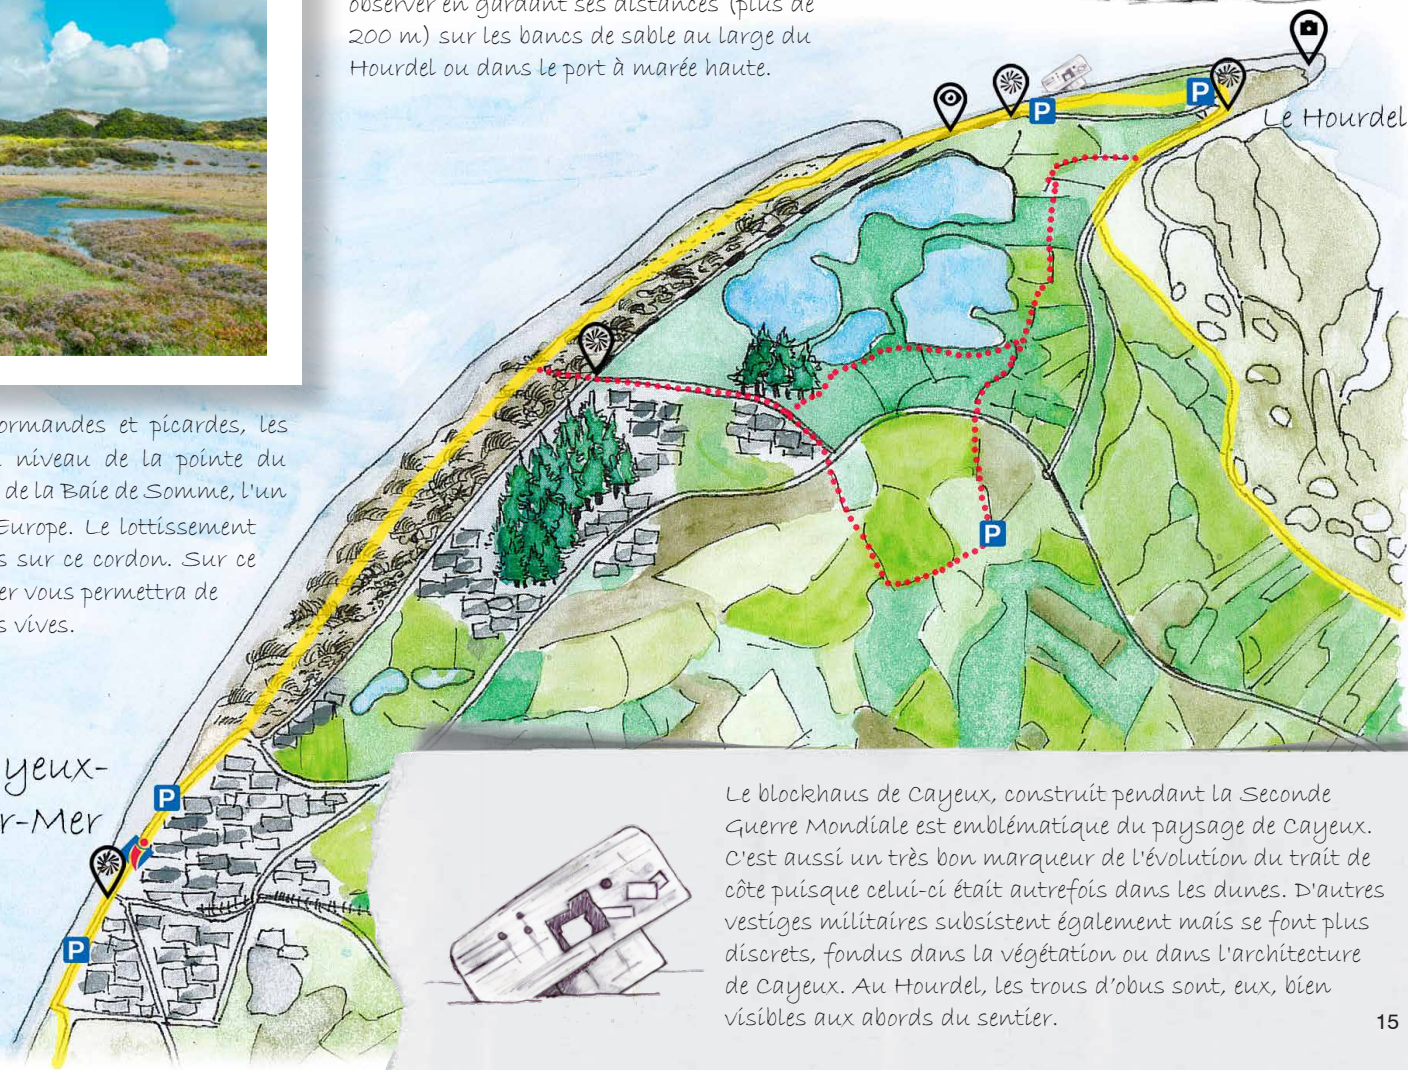 observer en gardant ses distances (plus de
200 m) sur les bancs de sable au large du
Hourdel ou dans le port à marée haute.
P
P
Le Hourdel
ormandes et picardes, les
niveau de la pointe du
de la Baie de Somme, l'un
Europe. Le lottissement
s sur ce cordon. Sur ce
er vous permettra de
s vives.
P
yeux-
r-Mer
P
P
Le blockhaus de Cayeux, construit pendant la Seconde
Guerre Mondiale est emblématique du paysage de Cayeux.
C'est aussi un très bon marqueur de l'évolution du trait de
côte puisque celui-ci était autrefois dans les dunes. D'autres
vestiges militaires subsistent également mais se font plus
discrets, fondus dans la végétation ou dans l'architecture
de Cayeux. Au Hourdel, les trous d'obus sont, eux, bien
visibles aux abords du sentier.
15